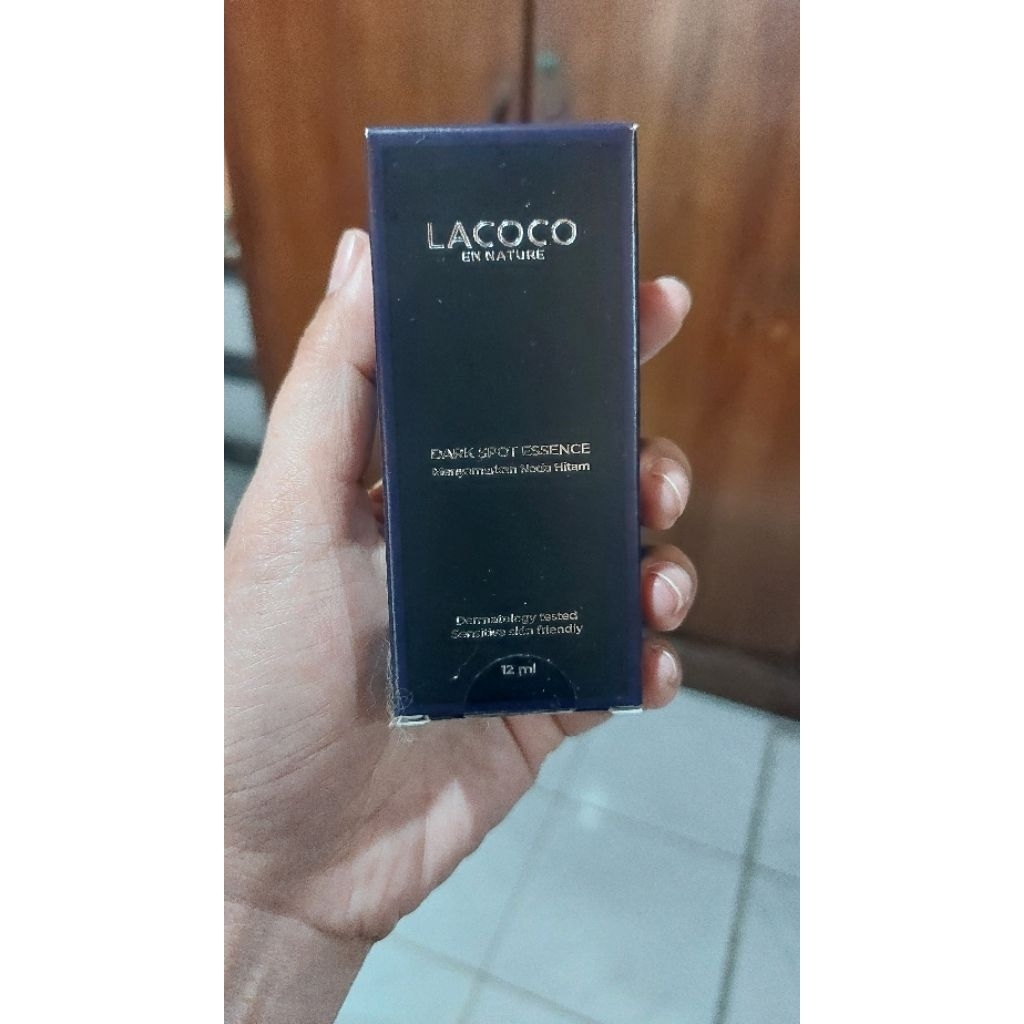 LACOCO
EN NATURE
DARK SPOT ESSENCE
Menyamarkan Noda Hitam
Dermatology tested
Sensitive skin friendly
12 ml